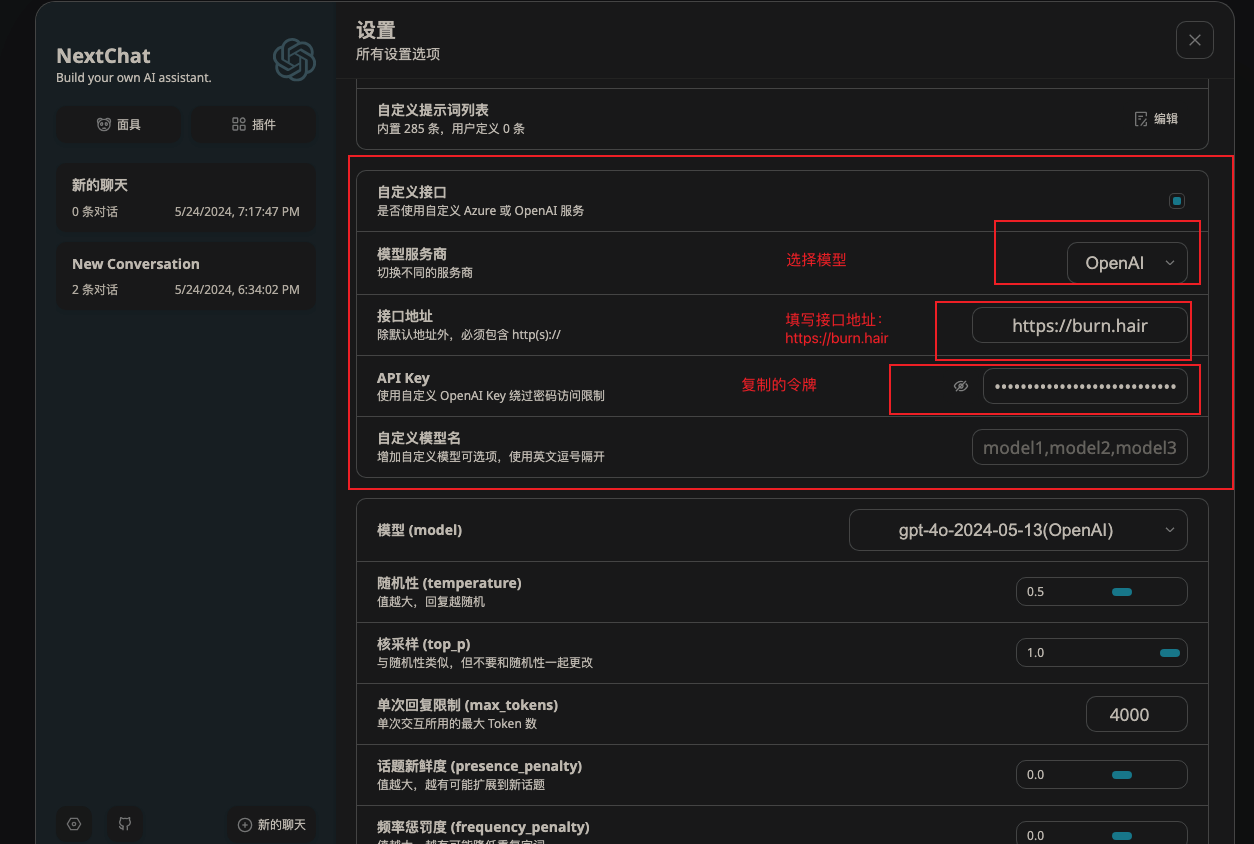 NextChat
Build your own AI assistant.
面具
插件
新的聊天
0 条对话
5/24/2024, 7:17:47 PM
New Conversation
2 条对话
5/24/2024, 6:34:02 PM
新的聊天
设置
所有设置选项
自定义提示词列表
内置 285 条，用户定义 0 条
编辑
自定义接口
是否使用自定义 Azure 或 OpenAI 服务
模型服务商
切换不同的服务商
选择模型
OpenAI
接口地址
除默认地址外，必须包含 http(s)://
填写接口地址：
https://burn.hair
https://burn.hair
API Key
使用自定义 OpenAI Key 绕过密码访问限制
复制的令牌
••••••••••••••••••••••••••••
自定义模型名
增加自定义模型可选项，使用英文逗号隔开
model1,model2,model3
模型 (model)
gpt-4o-2024-05-13(OpenAI)
随机性 (temperature)
值越大，回复越随机
0.5
核采样 (top_p)
与随机性类似，但不要和随机性一起更改
1.0
单次回复限制 (max_tokens)
单次交互所用的最大 Token 数
4000
话题新鲜度 (presence_penalty)
值越大，越有可能扩展到新话题
0.0
频率惩罚度 (frequency_penalty)
值越大，越有可能降低重复字词
0.0